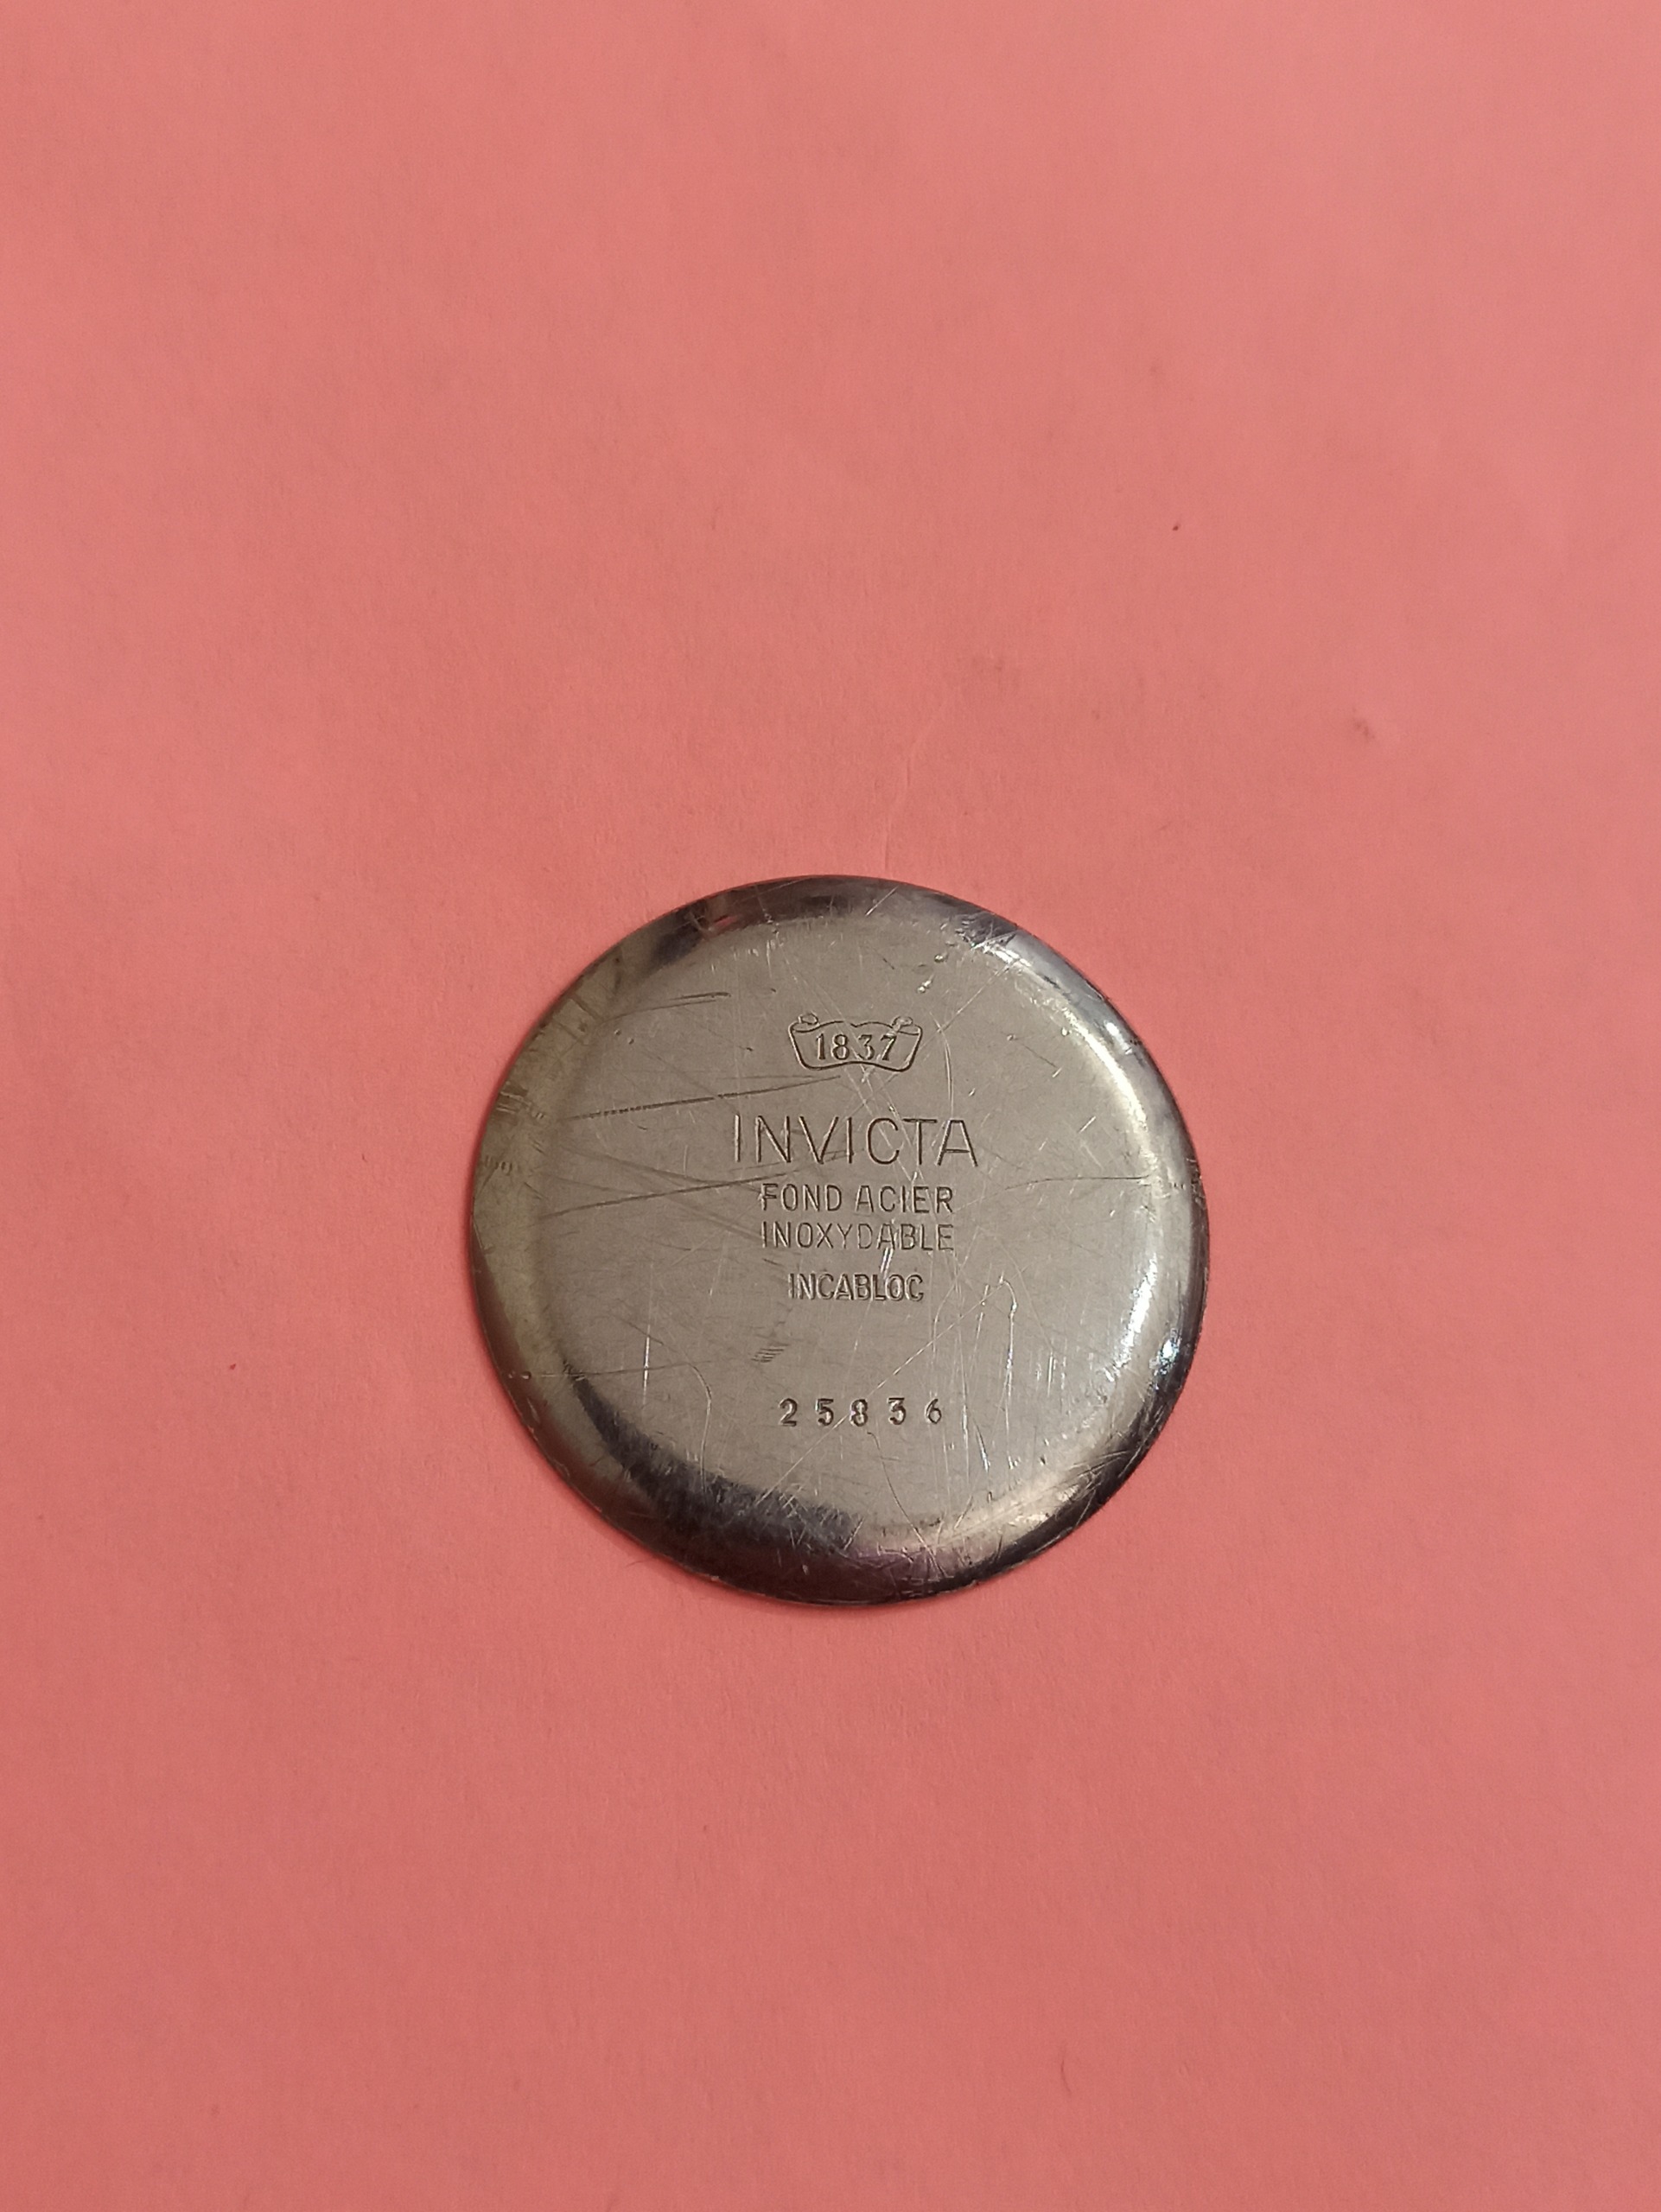 1837
INVICTA
FOND ACIER
INOXYDABLE
INCABLOC
25836